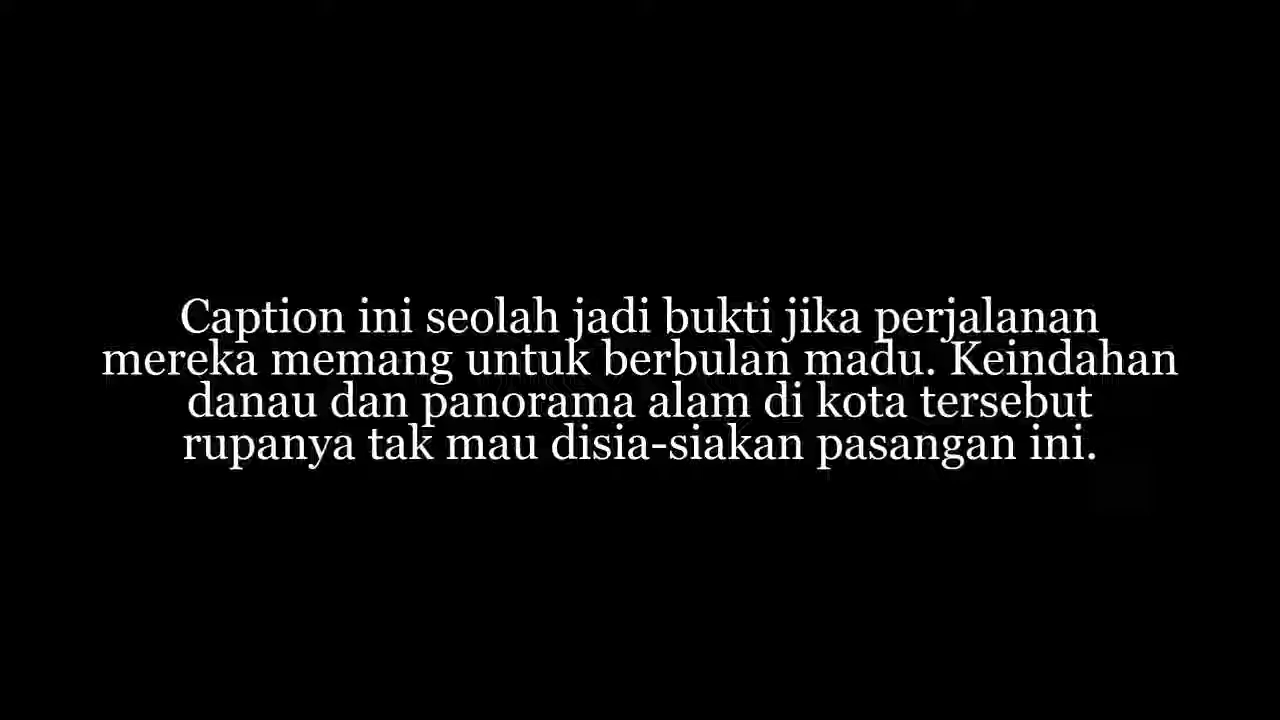 Caption ini seolah jadi bukti jika perjalanan
mereka memang untuk berbulan madu. Keindahan
danau dan panorama alam di kota tersebut
rupanya tak mau disia-siakan pasangan ini.